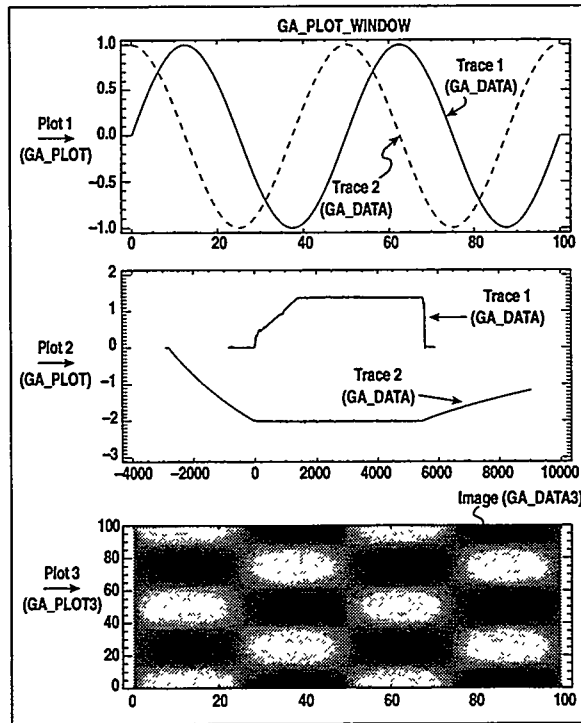 GA_PLOT_WINDOW
1.0
0.5
0.0
−0.5
−1.0
Plot 1
(GA_PLOT)
Trace 1
(GA_DATA)
Trace 2
(GA_DATA)
0 20 40 60 80 100
2
1
0
−1
−2
−3
Plot 2
(GA_PLOT)
Trace 1
(GA_DATA)
Trace 2
(GA_DATA)
−4000 −2000 0 2000 4000 6000 8000 10000
Image (GA_DATA3)
100
80
60
40
20
0
Plot 3
(GA_PLOT3)
0 20 40 60 80 100